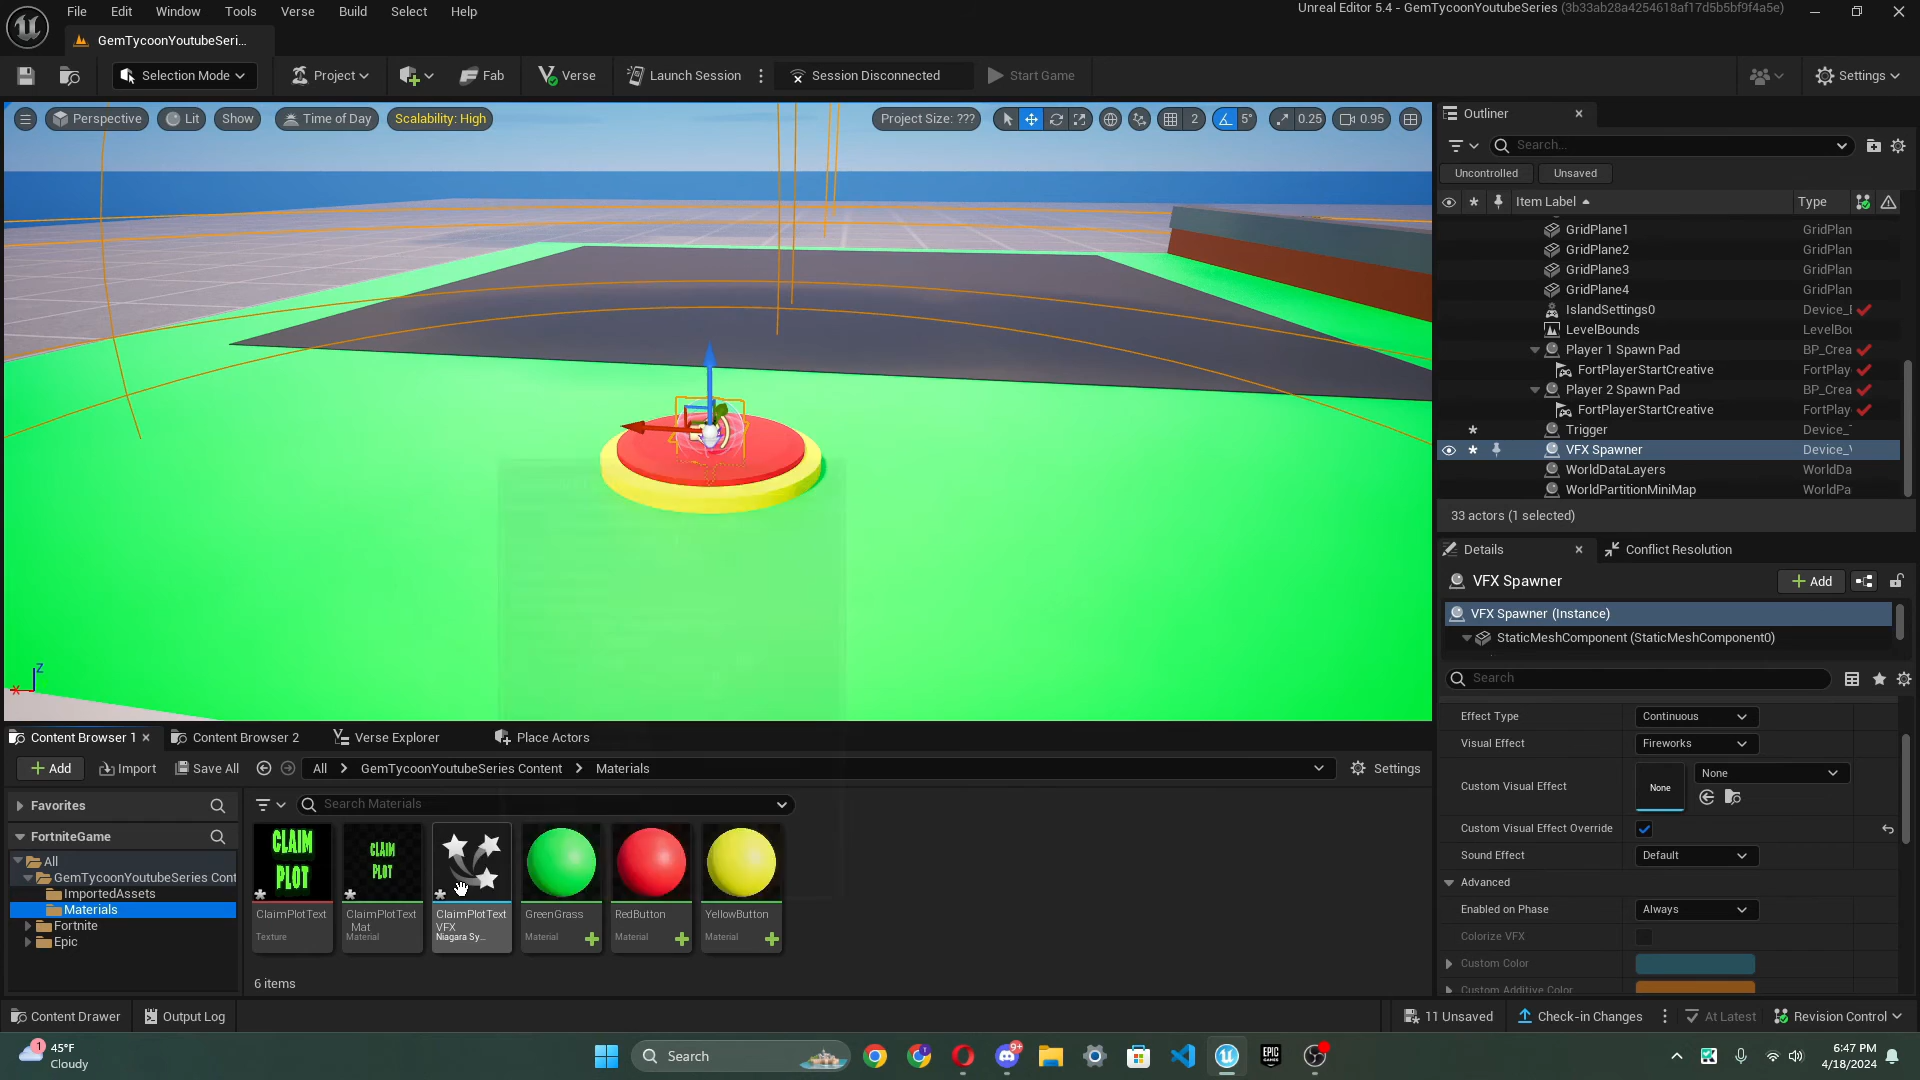 File Edit Window Tools Verse Build Select Help
Unreal Editor 5.4 - GemTycoonYoutubeSeries (3b33ab28a4254618af17d5b5bf9f4a5e)
GemTycoonYoutubeSeri...
Selection Mode Project Fab Verse Launch Session Session Disconnected Start Game Settings
Perspective Lit Show Time of Day Scalability: High Project Size: ??? 2 5° 0.25 0.95
Outliner
Search...
Uncontrolled Unsaved
Item Label Type
GridPlane1 GridPlan
GridPlane2 GridPlan
GridPlane3 GridPlan
GridPlane4 GridPlan
IslandSettings0 Device_I
LevelBounds LevelBou
Player 1 Spawn Pad BP_Crea
FortPlayerStartCreative FortPlay
Player 2 Spawn Pad BP_Crea
FortPlayerStartCreative FortPlay
Trigger Device_
VFX Spawner Device_
WorldDataLayers WorldDa
WorldPartitionMiniMap WorldPa
33 actors (1 selected)
Details Conflict Resolution
VFX Spawner Add
VFX Spawner (Instance)
StaticMeshComponent (StaticMeshComponent0)
Search
Effect Type Continuous
Visual Effect Fireworks
Custom Visual Effect None None
Custom Visual Effect Override
Sound Effect Default
Advanced
Enabled on Phase Always
Colorize VFX
Custom Color
Custom Additive Color
Z
X
Content Browser 1 Content Browser 2 Verse Explorer Place Actors
Add Import Save All All GemTycoonYoutubeSeries Content Materials Settings
Favorites
Search Materials
FortniteGame
All
GemTycoonYoutubeSeries Cont
ImportedAssets
Materials
Fortnite
Epic
CLAIM
PLOT
CLAIM
PLOT
ClaimPlotText
Texture
ClaimPlotText
Mat
Material
ClaimPlotText
VFX
Niagara Sy...
GreenGrass
Material
RedButton
Material
YellowButton
Material
6 items
Content Drawer Output Log 11 Unsaved Check-in Changes At Latest Revision Control
1
45°F
Cloudy
Search
9+
EPIC
6:47 PM
4/18/2024